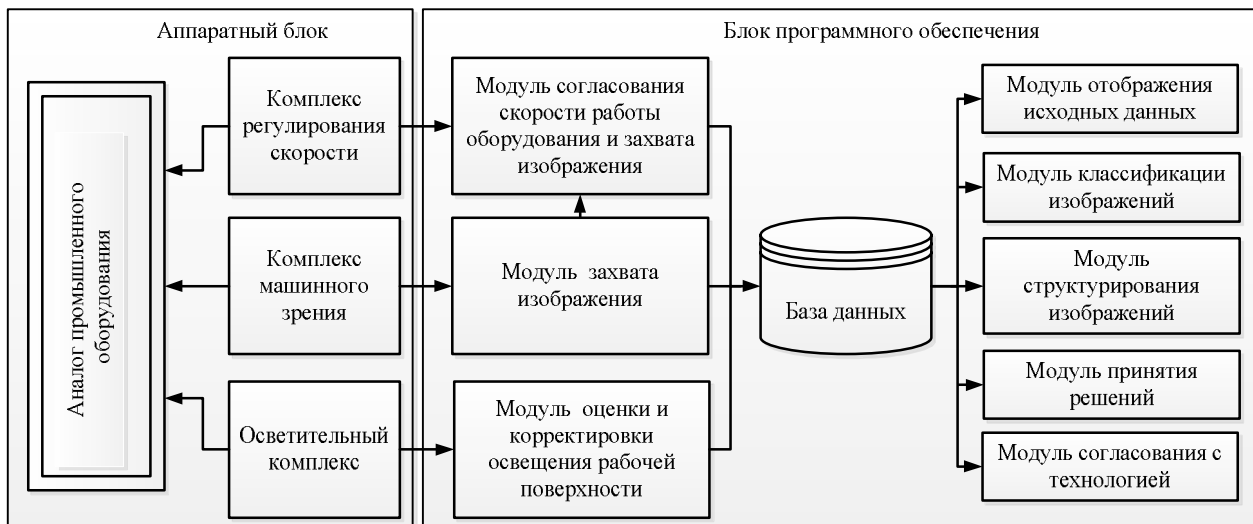 Аппаратный блок
Аналог промышленного
оборудования
Комплекс
регулирования
скорости
Комплекс
машинного
зрения
Осветительный
комплекс
Блок программного обеспечения
Модуль согласования
скорости работы
оборудования и захвата
изображения
Модуль захвата
изображения
Модуль оценки и
корректировки
освещения рабочей
поверхности
База данных
Модуль отображения
исходных данных
Модуль классификации
изображений
Модуль
структурирования
изображений
Модуль принятия
решений
Модуль согласования с
технологией